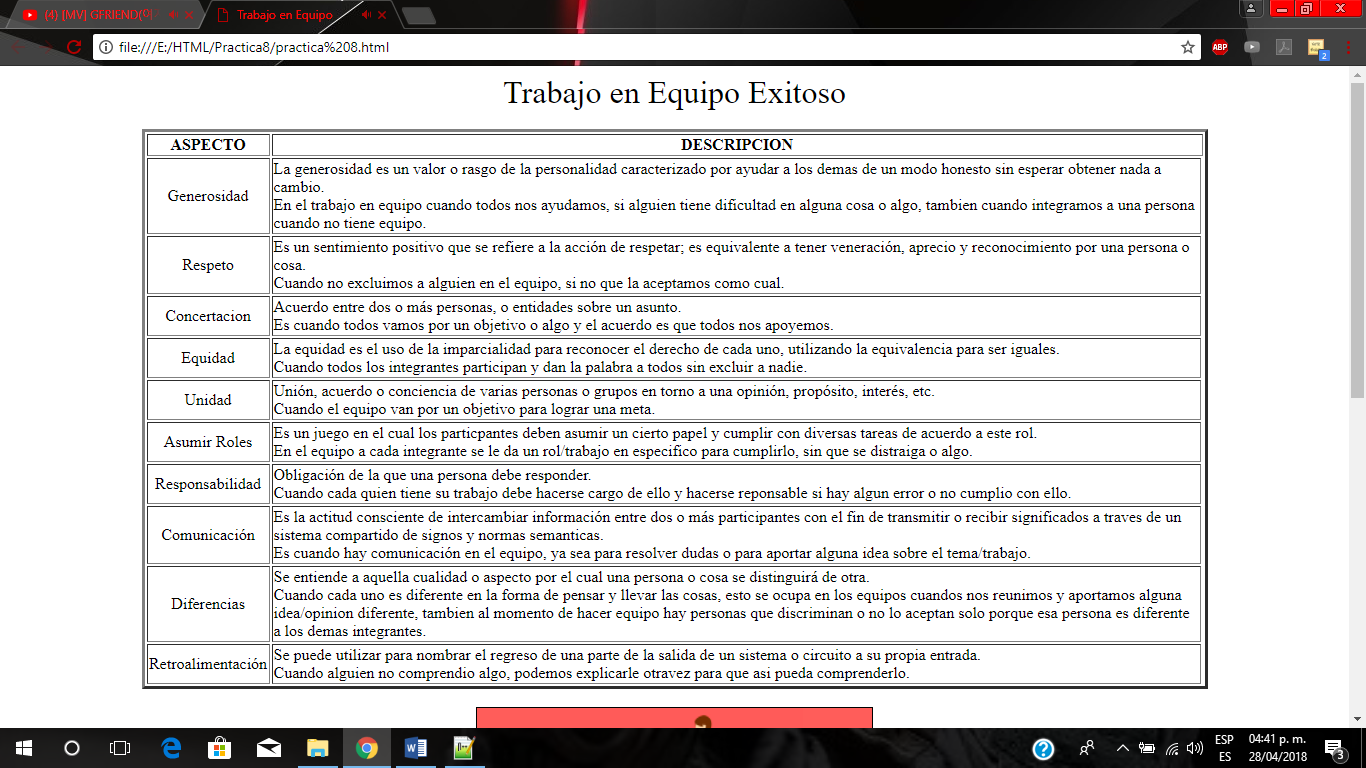 (4) [MV] GFRIEND(
Trabajo en Equipo
file:///E:/HTML/Practica8/practica%208.html
ABP
2
Trabajo en Equipo Exitoso
ASPECTO
DESCRIPCION
Generosidad
La generosidad es un valor o rasgo de la personalidad caracterizado por ayudar a los demas de un modo honesto sin esperar obtener nada a
cambio.
En el trabajo en equipo cuando todos nos ayudamos, si alguien tiene dificultad en alguna cosa o algo, tambien cuando integramos a una persona
cuando no tiene equipo.
Respeto
Es un sentimiento positivo que se refiere a la acción de respetar; es equivalente a tener veneración, aprecio y reconocimiento por una persona o
cosa.
Cuando no excluimos a alguien en el equipo, si no que la aceptamos como cual.
Concertacion
Acuerdo entre dos o más personas, o entidades sobre un asunto.
Es cuando todos vamos por un objetivo o algo y el acuerdo es que todos nos apoyemos.
Equidad
La equidad es el uso de la imparcialidad para reconocer el derecho de cada uno, utilizando la equivalencia para ser iguales.
Cuando todos los integrantes participan y dan la palabra a todos sin excluir a nadie.
Unidad
Unión, acuerdo o conciencia de varias personas o grupos en torno a una opinión, propósito, interés, etc.
Cuando el equipo van por un objetivo para lograr una meta.
Asumir Roles
Es un juego en el cual los particpantes deben asumir un cierto papel y cumplir con diversas tareas de acuerdo a este rol.
En el equipo a cada integrante se le da un rol/trabajo en especifico para cumplirlo, sin que se distraiga o algo.
Responsabilidad
Obligación de la que una persona debe responder.
Cuando cada quien tiene su trabajo debe hacerse cargo de ello y hacerse reponsable si hay algun error o no cumplio con ello.
Comunicación
Es la actitud consciente de intercambiar información entre dos o más participantes con el fin de transmitir o recibir significados a traves de un
sistema compartido de signos y normas semanticas.
Es cuando hay comunicación en el equipo, ya sea para resolver dudas o para aportar alguna idea sobre el tema/trabajo.
Diferencias
Se entiende a aquella cualidad o aspecto por el cual una persona o cosa se distinguirá de otra.
Cuando cada uno es diferente en la forma de pensar y llevar las cosas, esto se ocupa en los equipos cuando nos reunimos y aportamos alguna
idea/opinion diferente, tambien al momento de hacer equipo hay personas que discriminan o no lo aceptan solo porque esa persona es diferente
a los demas integrantes.
Retroalimentación
Se puede utilizar para nombrar el regreso de una parte de la salida de un sistema o circuito a su propia entrada.
Cuando alguien no comprendio algo, podemos explicarle otravez para que asi pueda comprenderlo.
ESP
ES
04:41 p. m.
28/04/2018
3